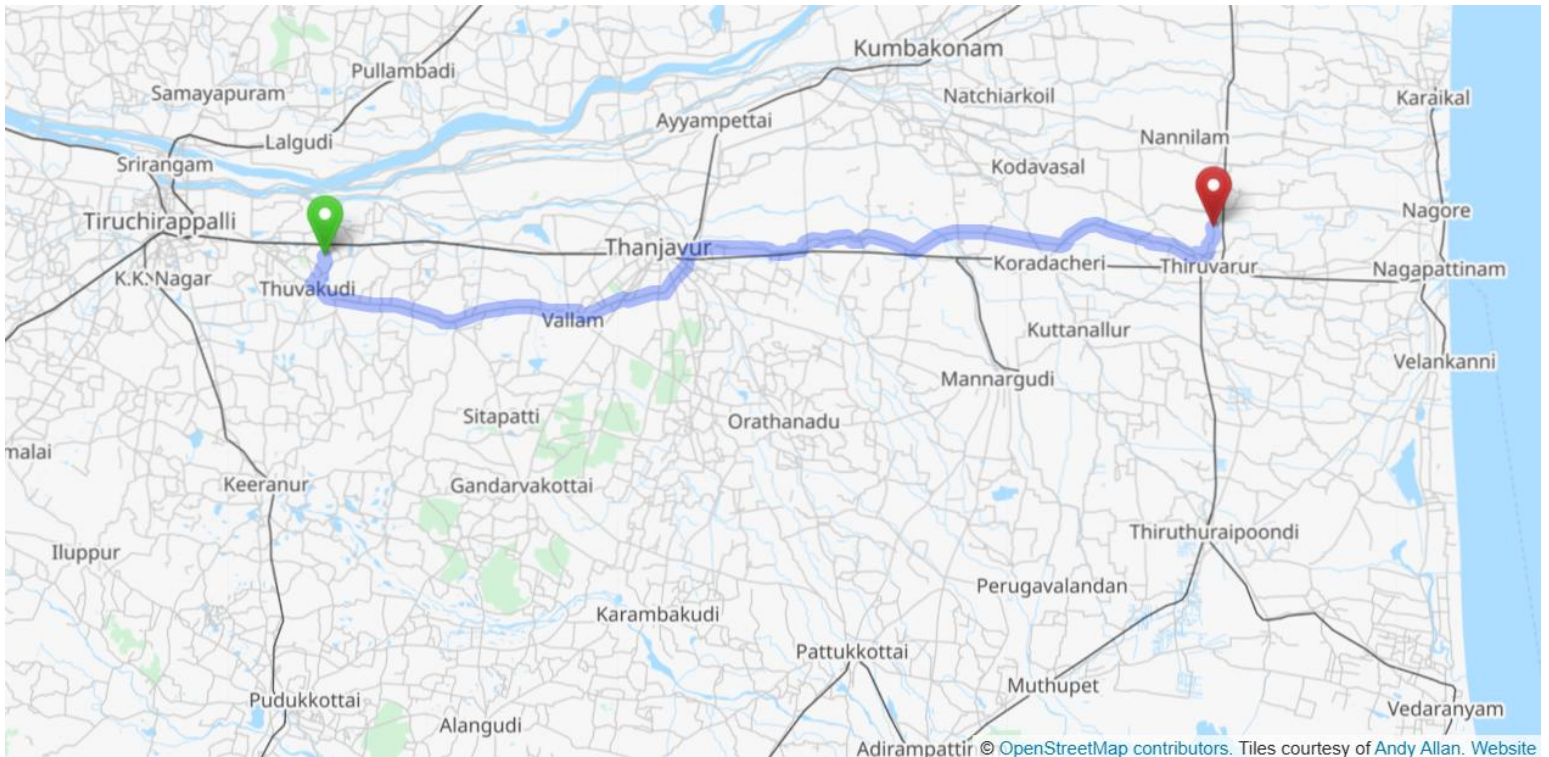 Kumbakonam
Pullambadi
Samayapuram
Natchiarkoil
Karaikal
Ayyampettai
Lalgudi
Nannilam
Srirangam
Kodavasal
Tiruchirappalli
Nagore
Thanjavur
K.K. Nagar
Thuvakudi
Koradacheri
Thiruvarur
Nagapattinam
Vallam
Kuttanallur
Velankanni
Mannargudi
Sitapatti
Orathanadu
malai
Keeranur
Gandarvakottai
Thiruthuraipoondi
Iluppur
Perugavalandan
Karambakudi
Pattukkottai
Muthupet
Pudukkottai
Vedaranyam
Alangudi
Adirampattir © OpenStreetMap contributors. Tiles courtesy of Andy Allan. Website